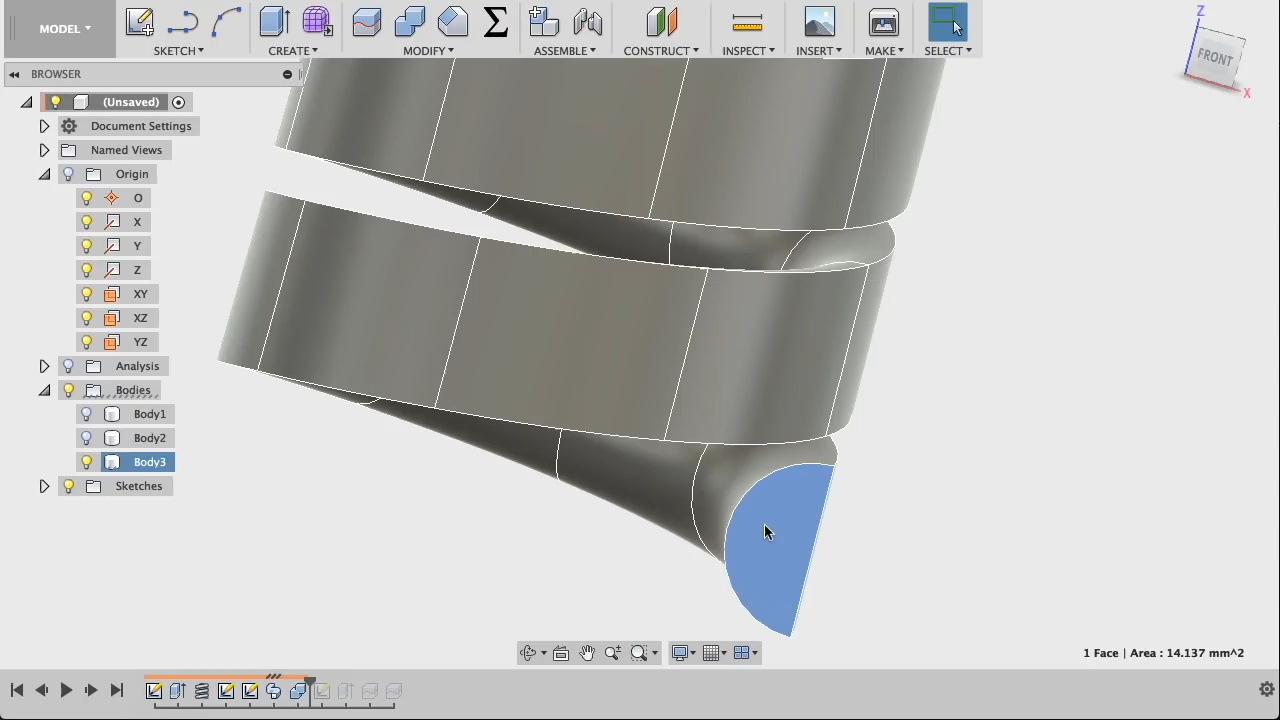 MODEL
SKETCH
CREATE
MODIFY
ASSEMBLE
CONSTRUCT
INSPECT
INSERT
MAKE
SELECT
BROWSER
(Unsaved)
Document Settings
Named Views
Origin
O
X
Y
Z
XY
XZ
YZ
Analysis
Bodies
Body1
Body2
Body3
Sketches
Z
FRONT
X
1 Face | Area : 14.137 mm^2